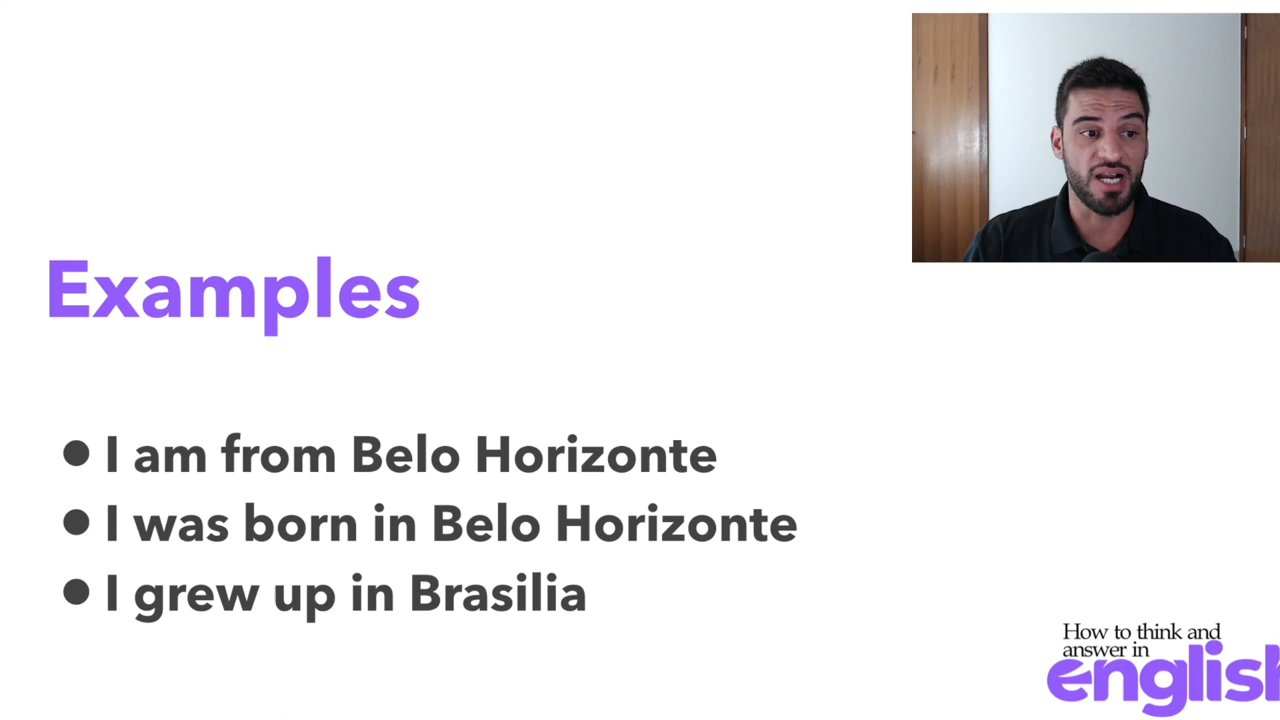 Examples
● I am from Belo Horizonte
● I was born in Belo Horizonte
● I grew up in Brasilia
How to think and
answer in
english